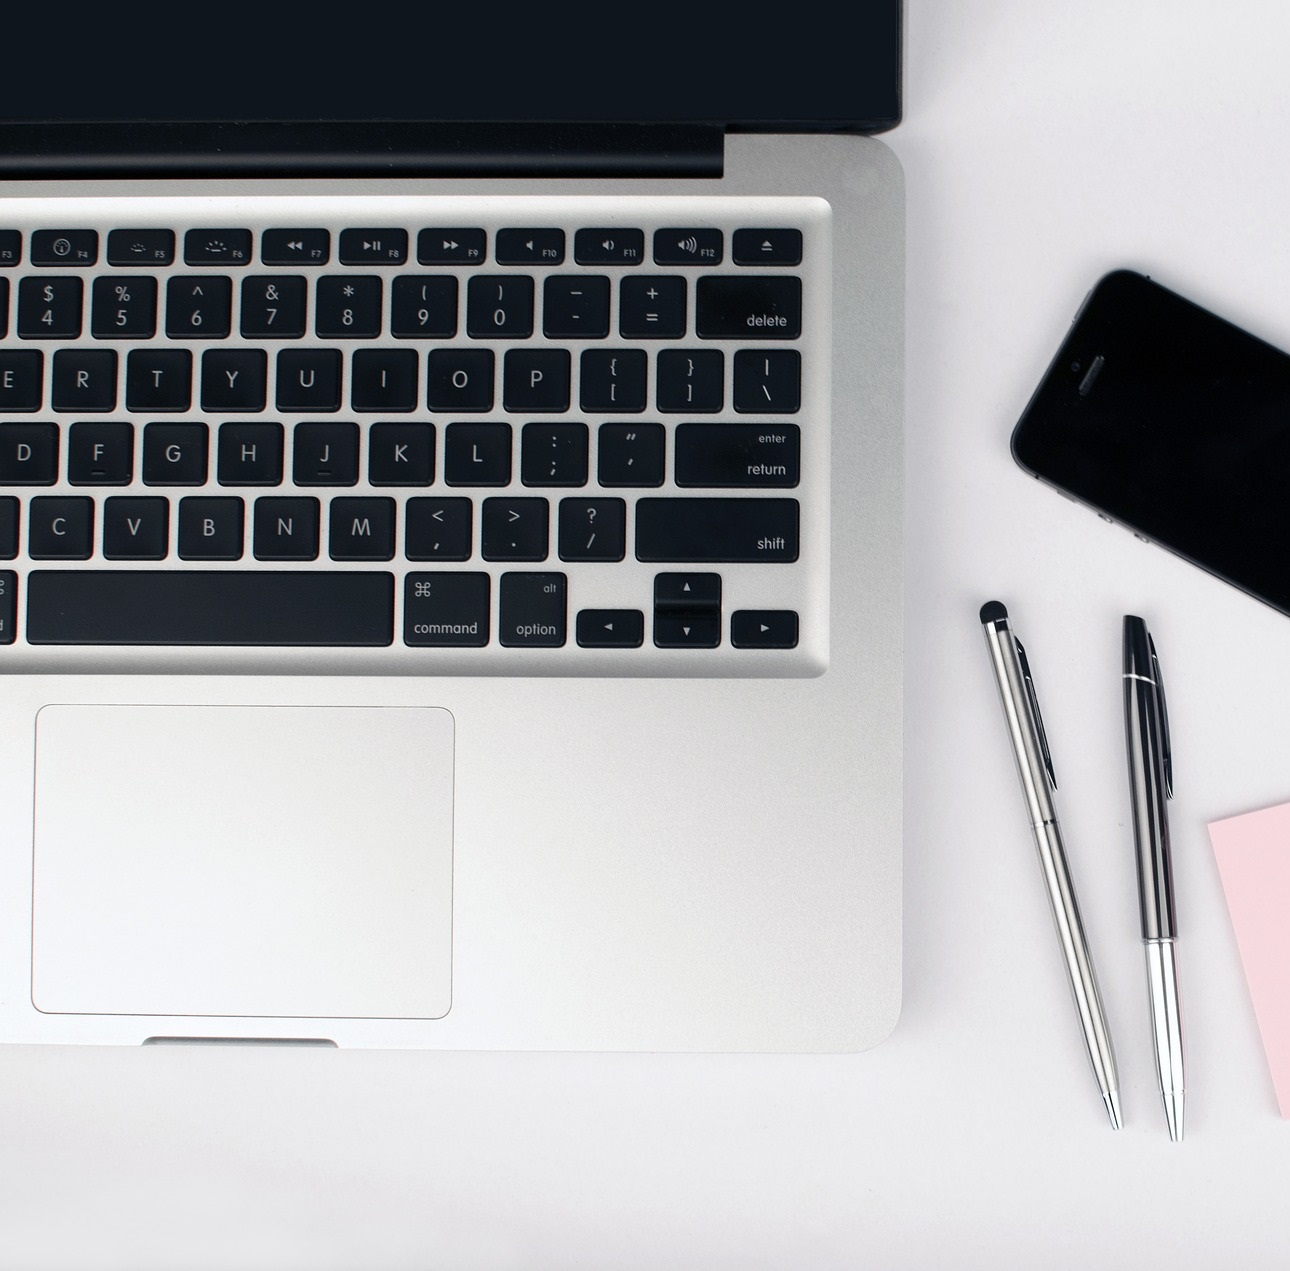 F3 F4 F5 F6 F7 F8 F9 F10 F11 F12
$ % ^ & * ( ) – +
4 5 6 7 8 9 0 - = delete
E R T Y U I O P { [ } ] | \
D F G H J K L : ; " ' enter return
C V B N M < , > . ? / shift
⌘ alt
d command option